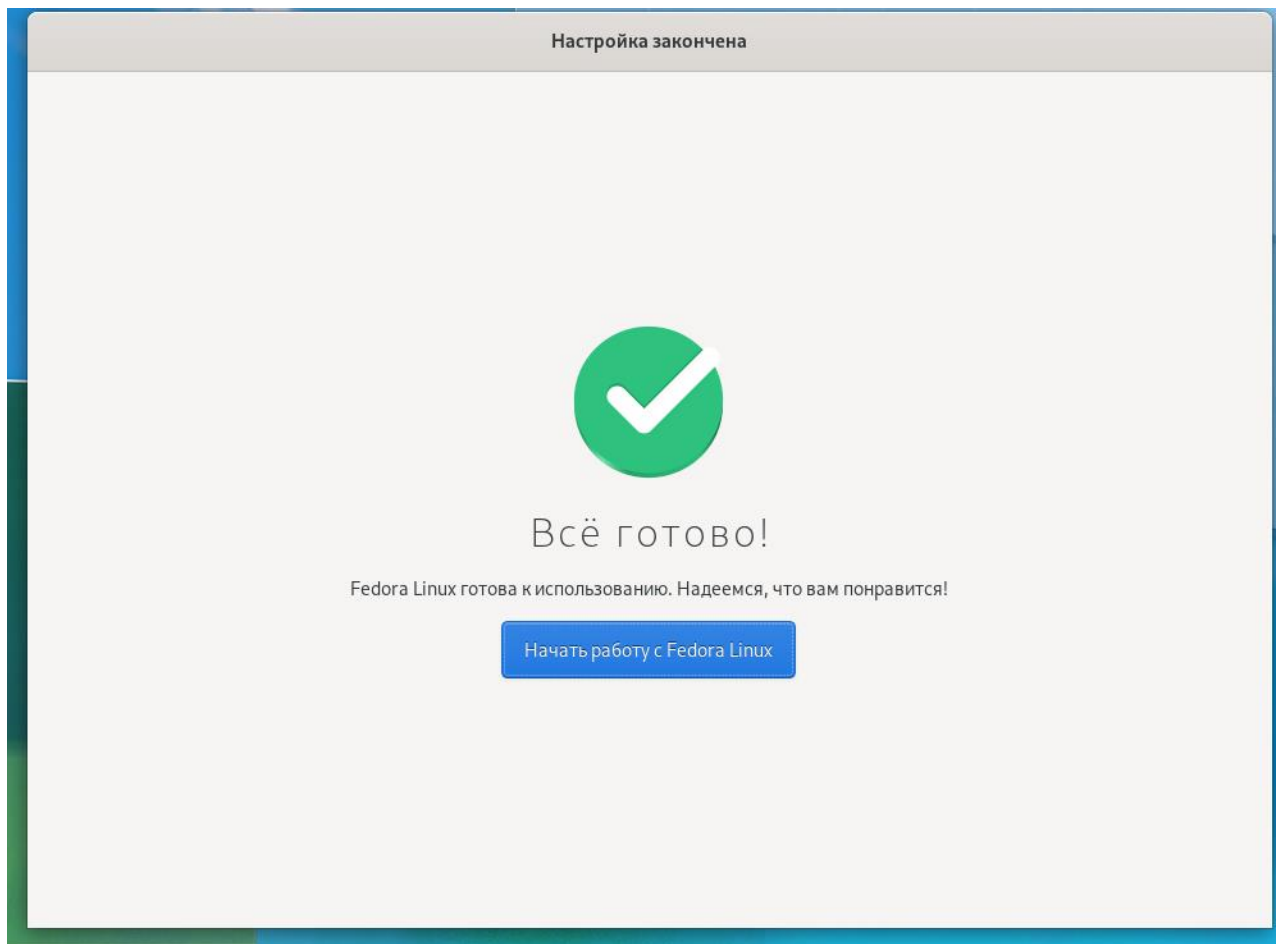 Настройка закончена
Всё готово!
Fedora Linux готова к использованию. Надеемся, что вам понравится!
Начать работу с Fedora Linux